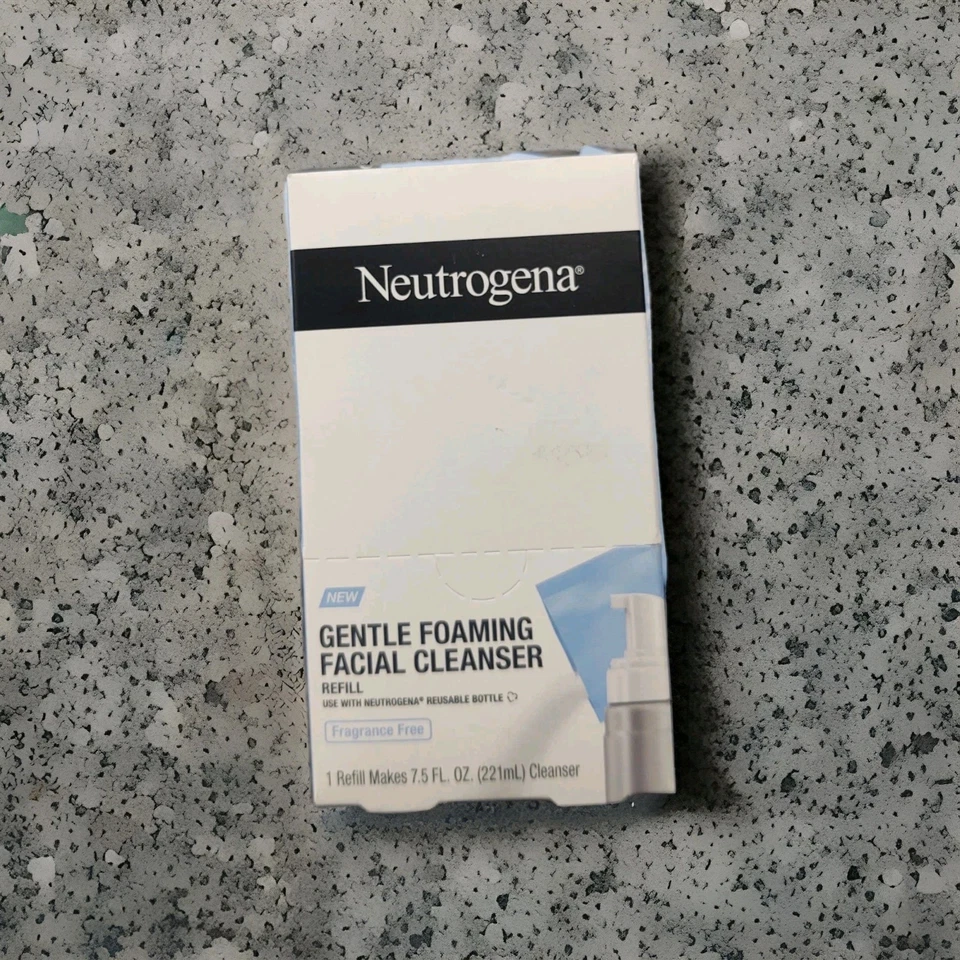 Neutrogena®
NEW
GENTLE FOAMING
FACIAL CLEANSER
REFILL
USE WITH NEUTROGENA® REUSABLE BOTTLE
Fragrance Free
1 Refill Makes 7.5 FL. OZ. (221mL) Cleanser